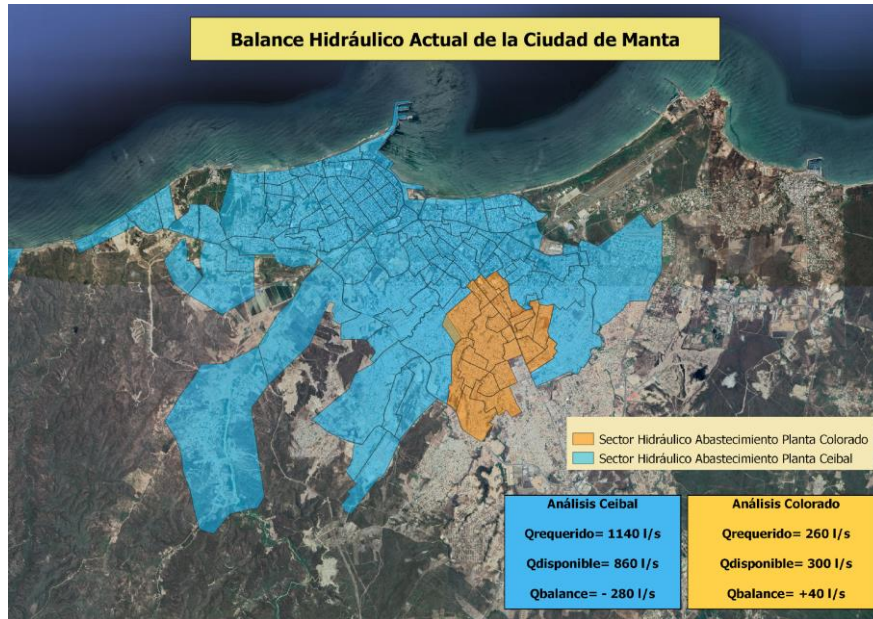 Balance Hidráulico Actual de la Ciudad de Manta
Sector Hidráulico Abastecimiento Planta Colorado
Sector Hidráulico Abastecimiento Planta Ceibal
Análisis Ceibal
Qrequerido= 1140 l/s
Qdisponible= 860 l/s
Qbalance= - 280 l/s
Análisis Colorado
Qrequerido= 260 l/s
Qdisponible= 300 l/s
Qbalance= +40 l/s